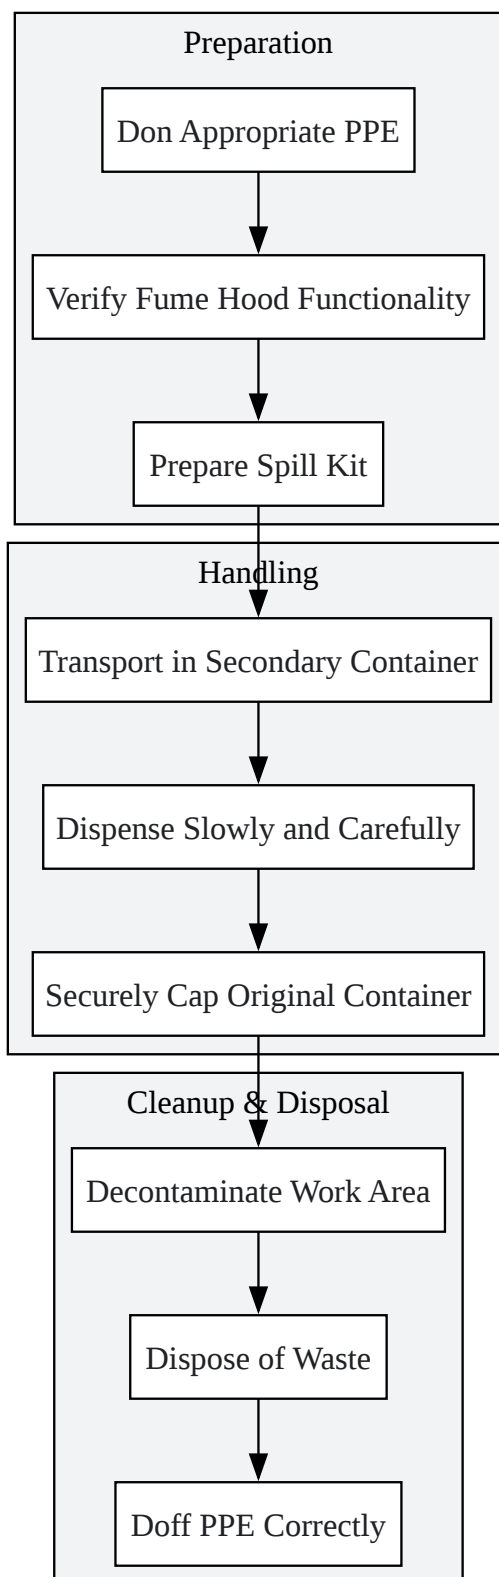 Preparation
Don Appropriate PPE
Verify Fume Hood Functionality
Prepare Spill Kit
Handling
Transport in Secondary Container
Dispense Slowly and Carefully
Securely Cap Original Container
Cleanup & Disposal
Decontaminate Work Area
Dispose of Waste
Doff PPE Correctly